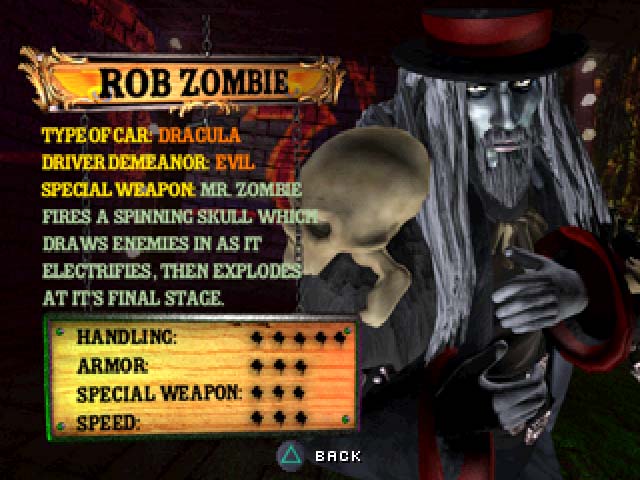 ROB ZOMBIE
TYPE OF CAR: DRACULA
DRIVER DEMEANOR: EVIL
SPECIAL WEAPON: MR. ZOMBIE
FIRES A SPINNING SKULL WHICH
DRAWS ENEMIES IN AS IT
ELECTRIFIES, THEN EXPLODES
AT IT'S FINAL STAGE.
HANDLING:
ARMOR:
SPECIAL WEAPON:
SPEED:
BACK